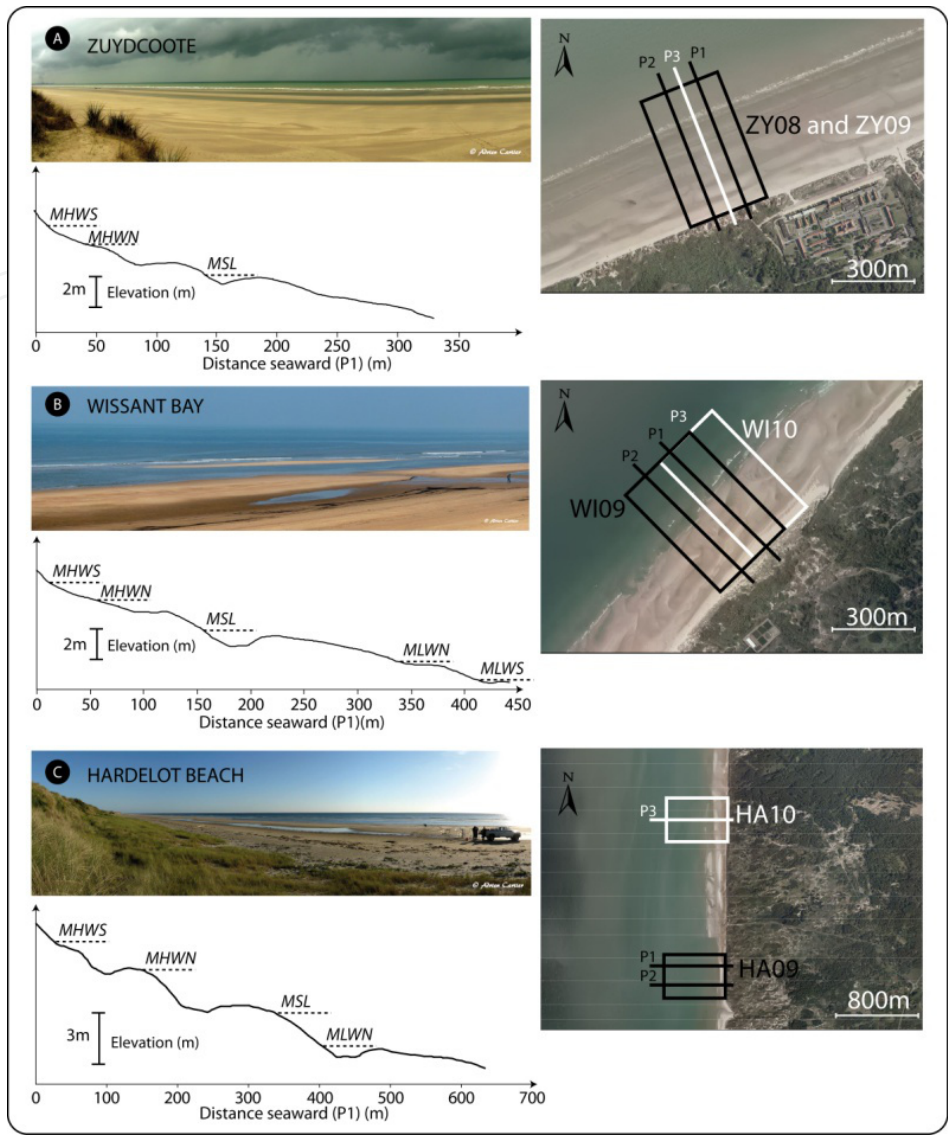 A ZUYDCOOTE
© Adrien Cartier
MHWS
MHWN
MSL
2m Elevation (m)
0 50 100 150 200 250 300 350
Distance seaward (P1) (m)
N
P2 P3 P1
ZY08 and ZY09
300m
B WISSANT BAY
© Adrien Cartier
MHWS
MHWN
MSL
MLWN
MLWS
2m Elevation (m)
0 50 100 150 200 250 300 350 400 450
Distance seaward (P1)(m)
N
P3
P1
P2
WI10
WI09
300m
C HARDELOT BEACH
© Adrien Cartier
MHWS
MHWN
MSL
MLWN
3m Elevation (m)
0 100 200 300 400 500 600 700
Distance seaward (P1) (m)
N
P3 HA10
P1
P2 HA09
800m